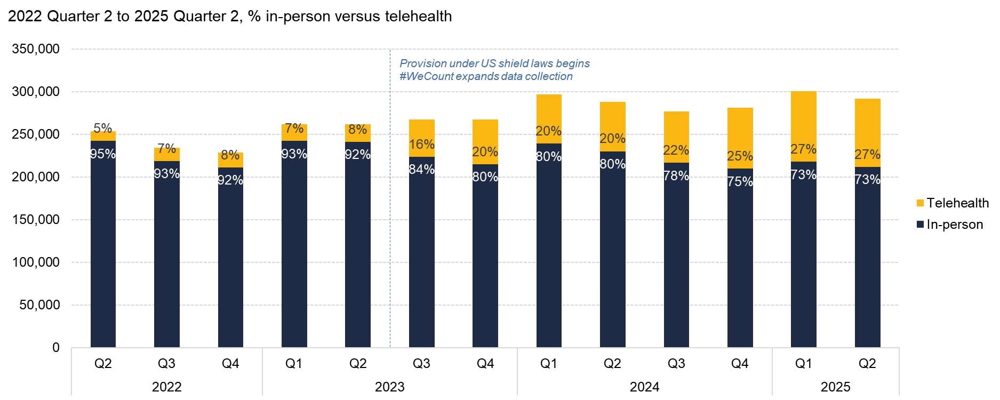 2022 Quarter 2 to 2025 Quarter 2, % in-person versus telehealth
350,000
Provision under US shield laws begins
#WeCount expands data collection
300,000
250,000
200,000
150,000
100,000
50,000
0
5% 7% 8% 7% 8% 16% 20% 20% 20% 22% 25% 27% 27%
95% 93% 92% 93% 92% 84% 80% 80% 80% 78% 75% 73% 73%
Telehealth
In-person
Q2 Q3 Q4 Q1 Q2 Q3 Q4 Q1 Q2 Q3 Q4 Q1 Q2
2022 2023 2024 2025